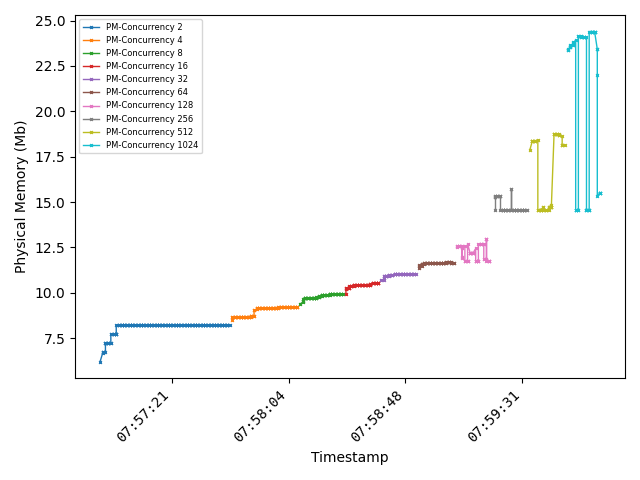 25.0
22.5
20.0
17.5
15.0
12.5
10.0
7.5
Physical Memory (Mb)
PM-Concurrency 2
PM-Concurrency 4
PM-Concurrency 8
PM-Concurrency 16
PM-Concurrency 32
PM-Concurrency 64
PM-Concurrency 128
PM-Concurrency 256
PM-Concurrency 512
PM-Concurrency 1024
07:57:21
07:58:04
07:58:48
07:59:31
Timestamp